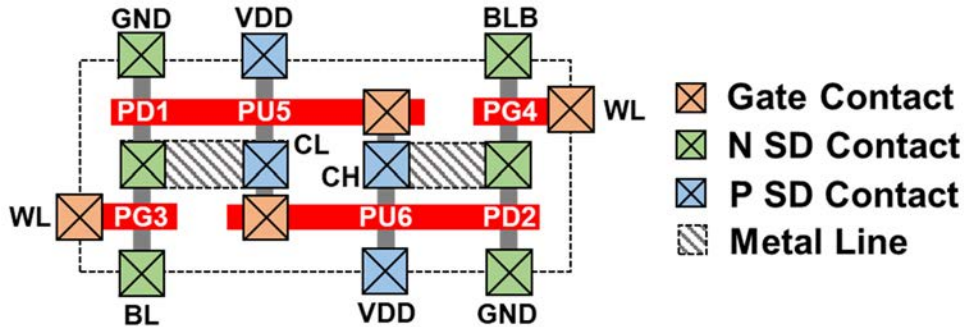 GND VDD BLB
PD1 PU5 PG4 WL
CL
CH
WL PG3 PU6 PD2
BL VDD GND
Gate Contact
N SD Contact
P SD Contact
Metal Line